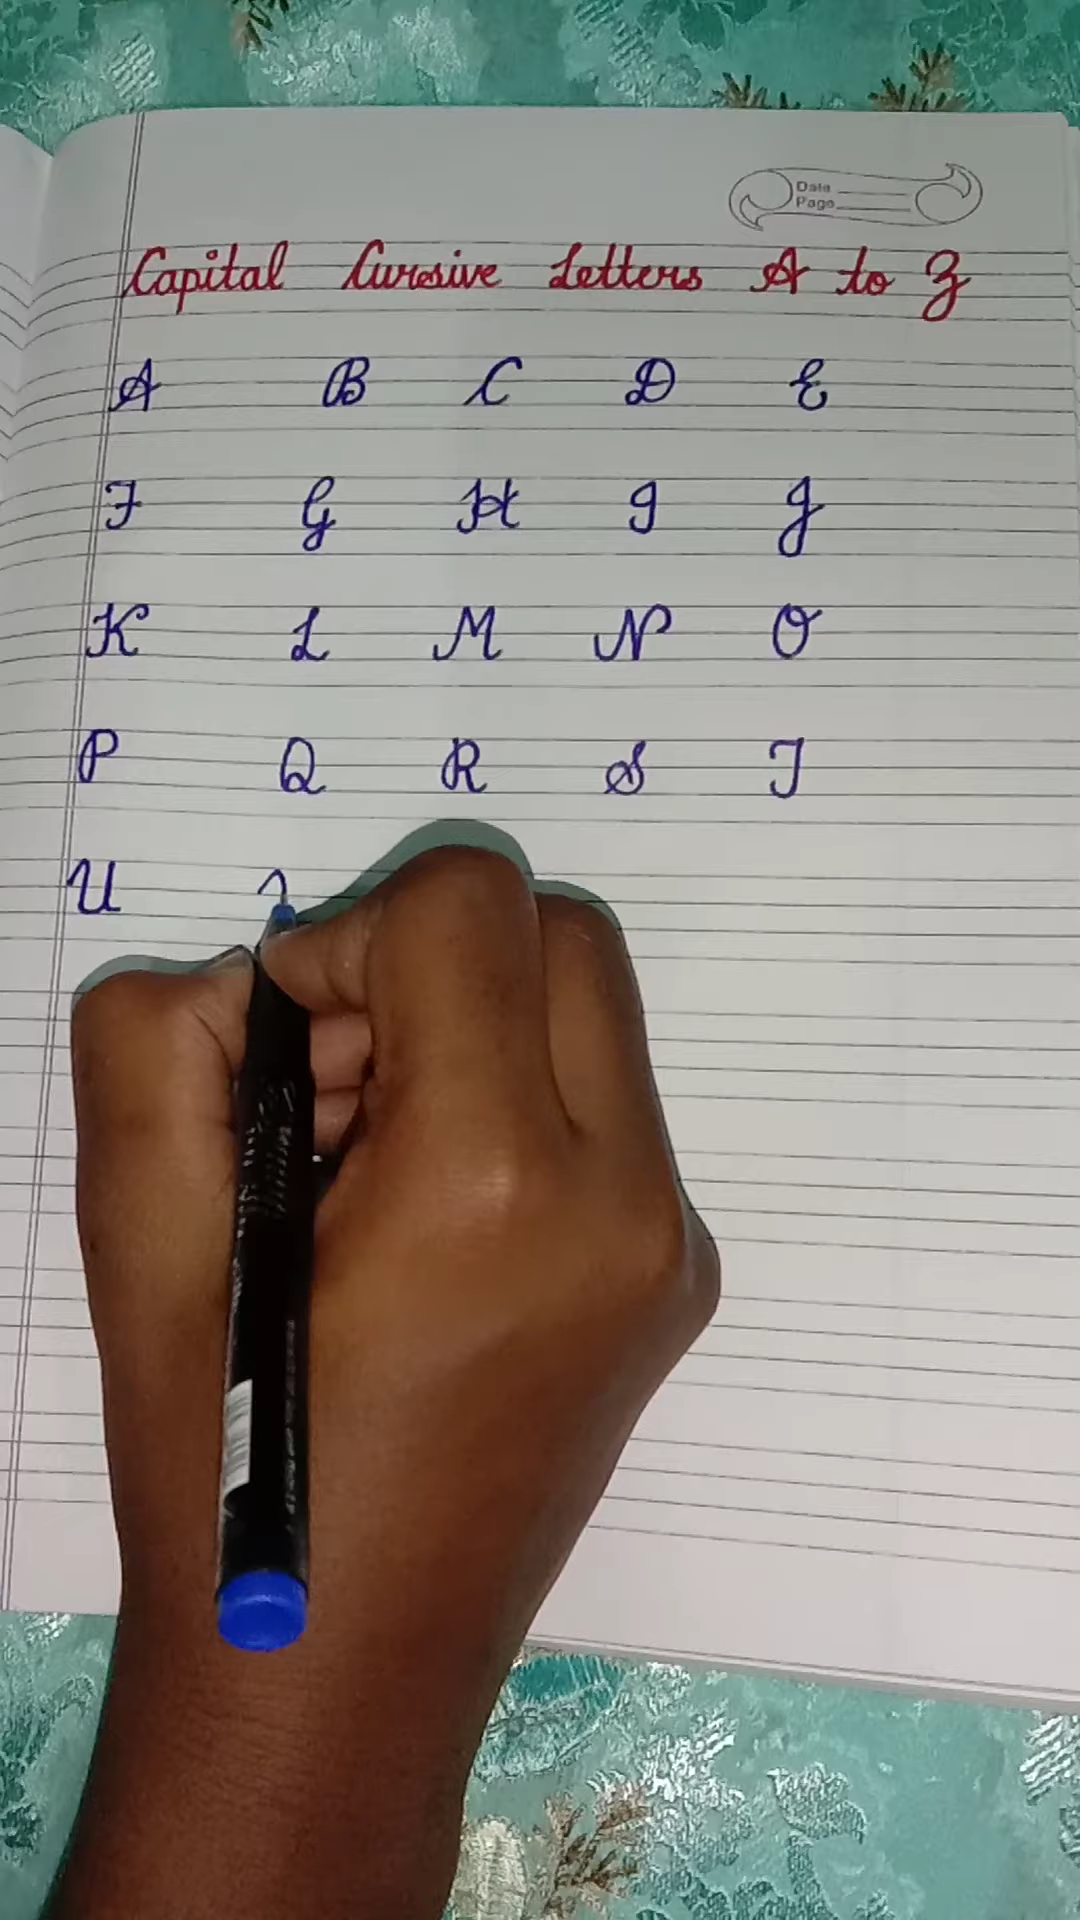 Date
Page
Capital Cursive Letters A to Z
A B C D E
F G H I J
K L M N O
P Q R S T
U